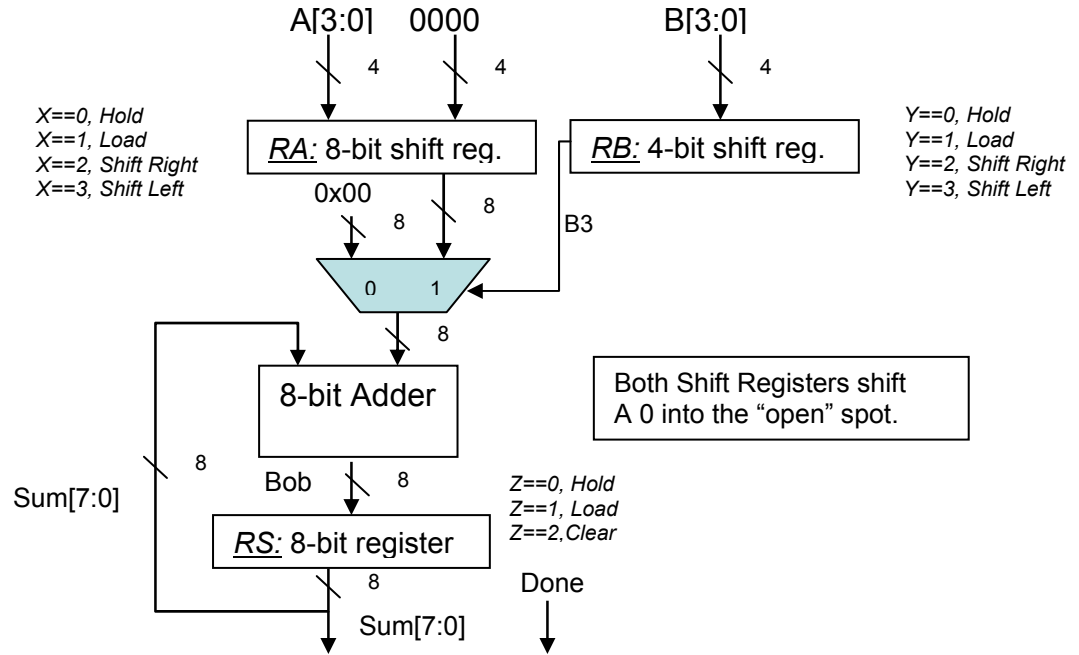 A[3:0] 0000 B[3:0]
4 4 4
X==0, Hold
X==1, Load
X==2, Shift Right
X==3, Shift Left
RA: 8-bit shift reg.
RB: 4-bit shift reg.
Y==0, Hold
Y==1, Load
Y==2, Shift Right
Y==3, Shift Left
0x00
8 8
B3
0 1
8
8-bit Adder
Both Shift Registers shift
A 0 into the “open” spot.
8
Sum[7:0]
Bob 8
Z==0, Hold
Z==1, Load
Z==2,Clear
RS: 8-bit register
8
Done
Sum[7:0]